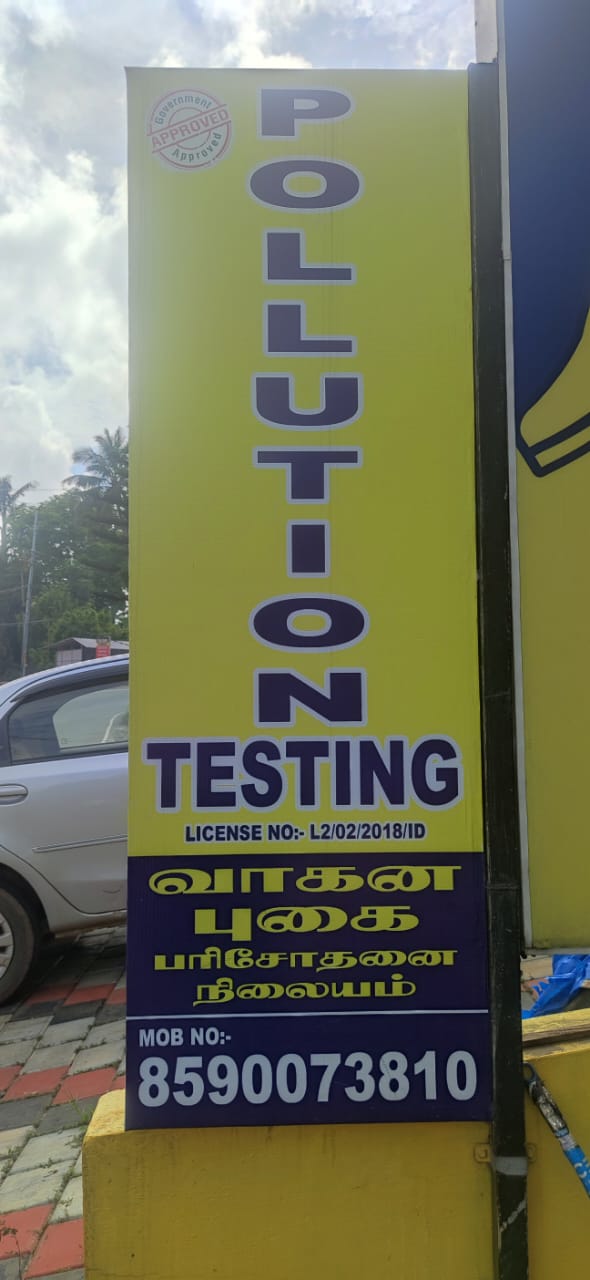 Government
APPROVED
Approved
POLLUTION
TESTING
LICENSE NO:- L2/02/2018/ID
வாகன
புகை
பரிசோதனை
நிலையம்
MOB NO:-
8590073810